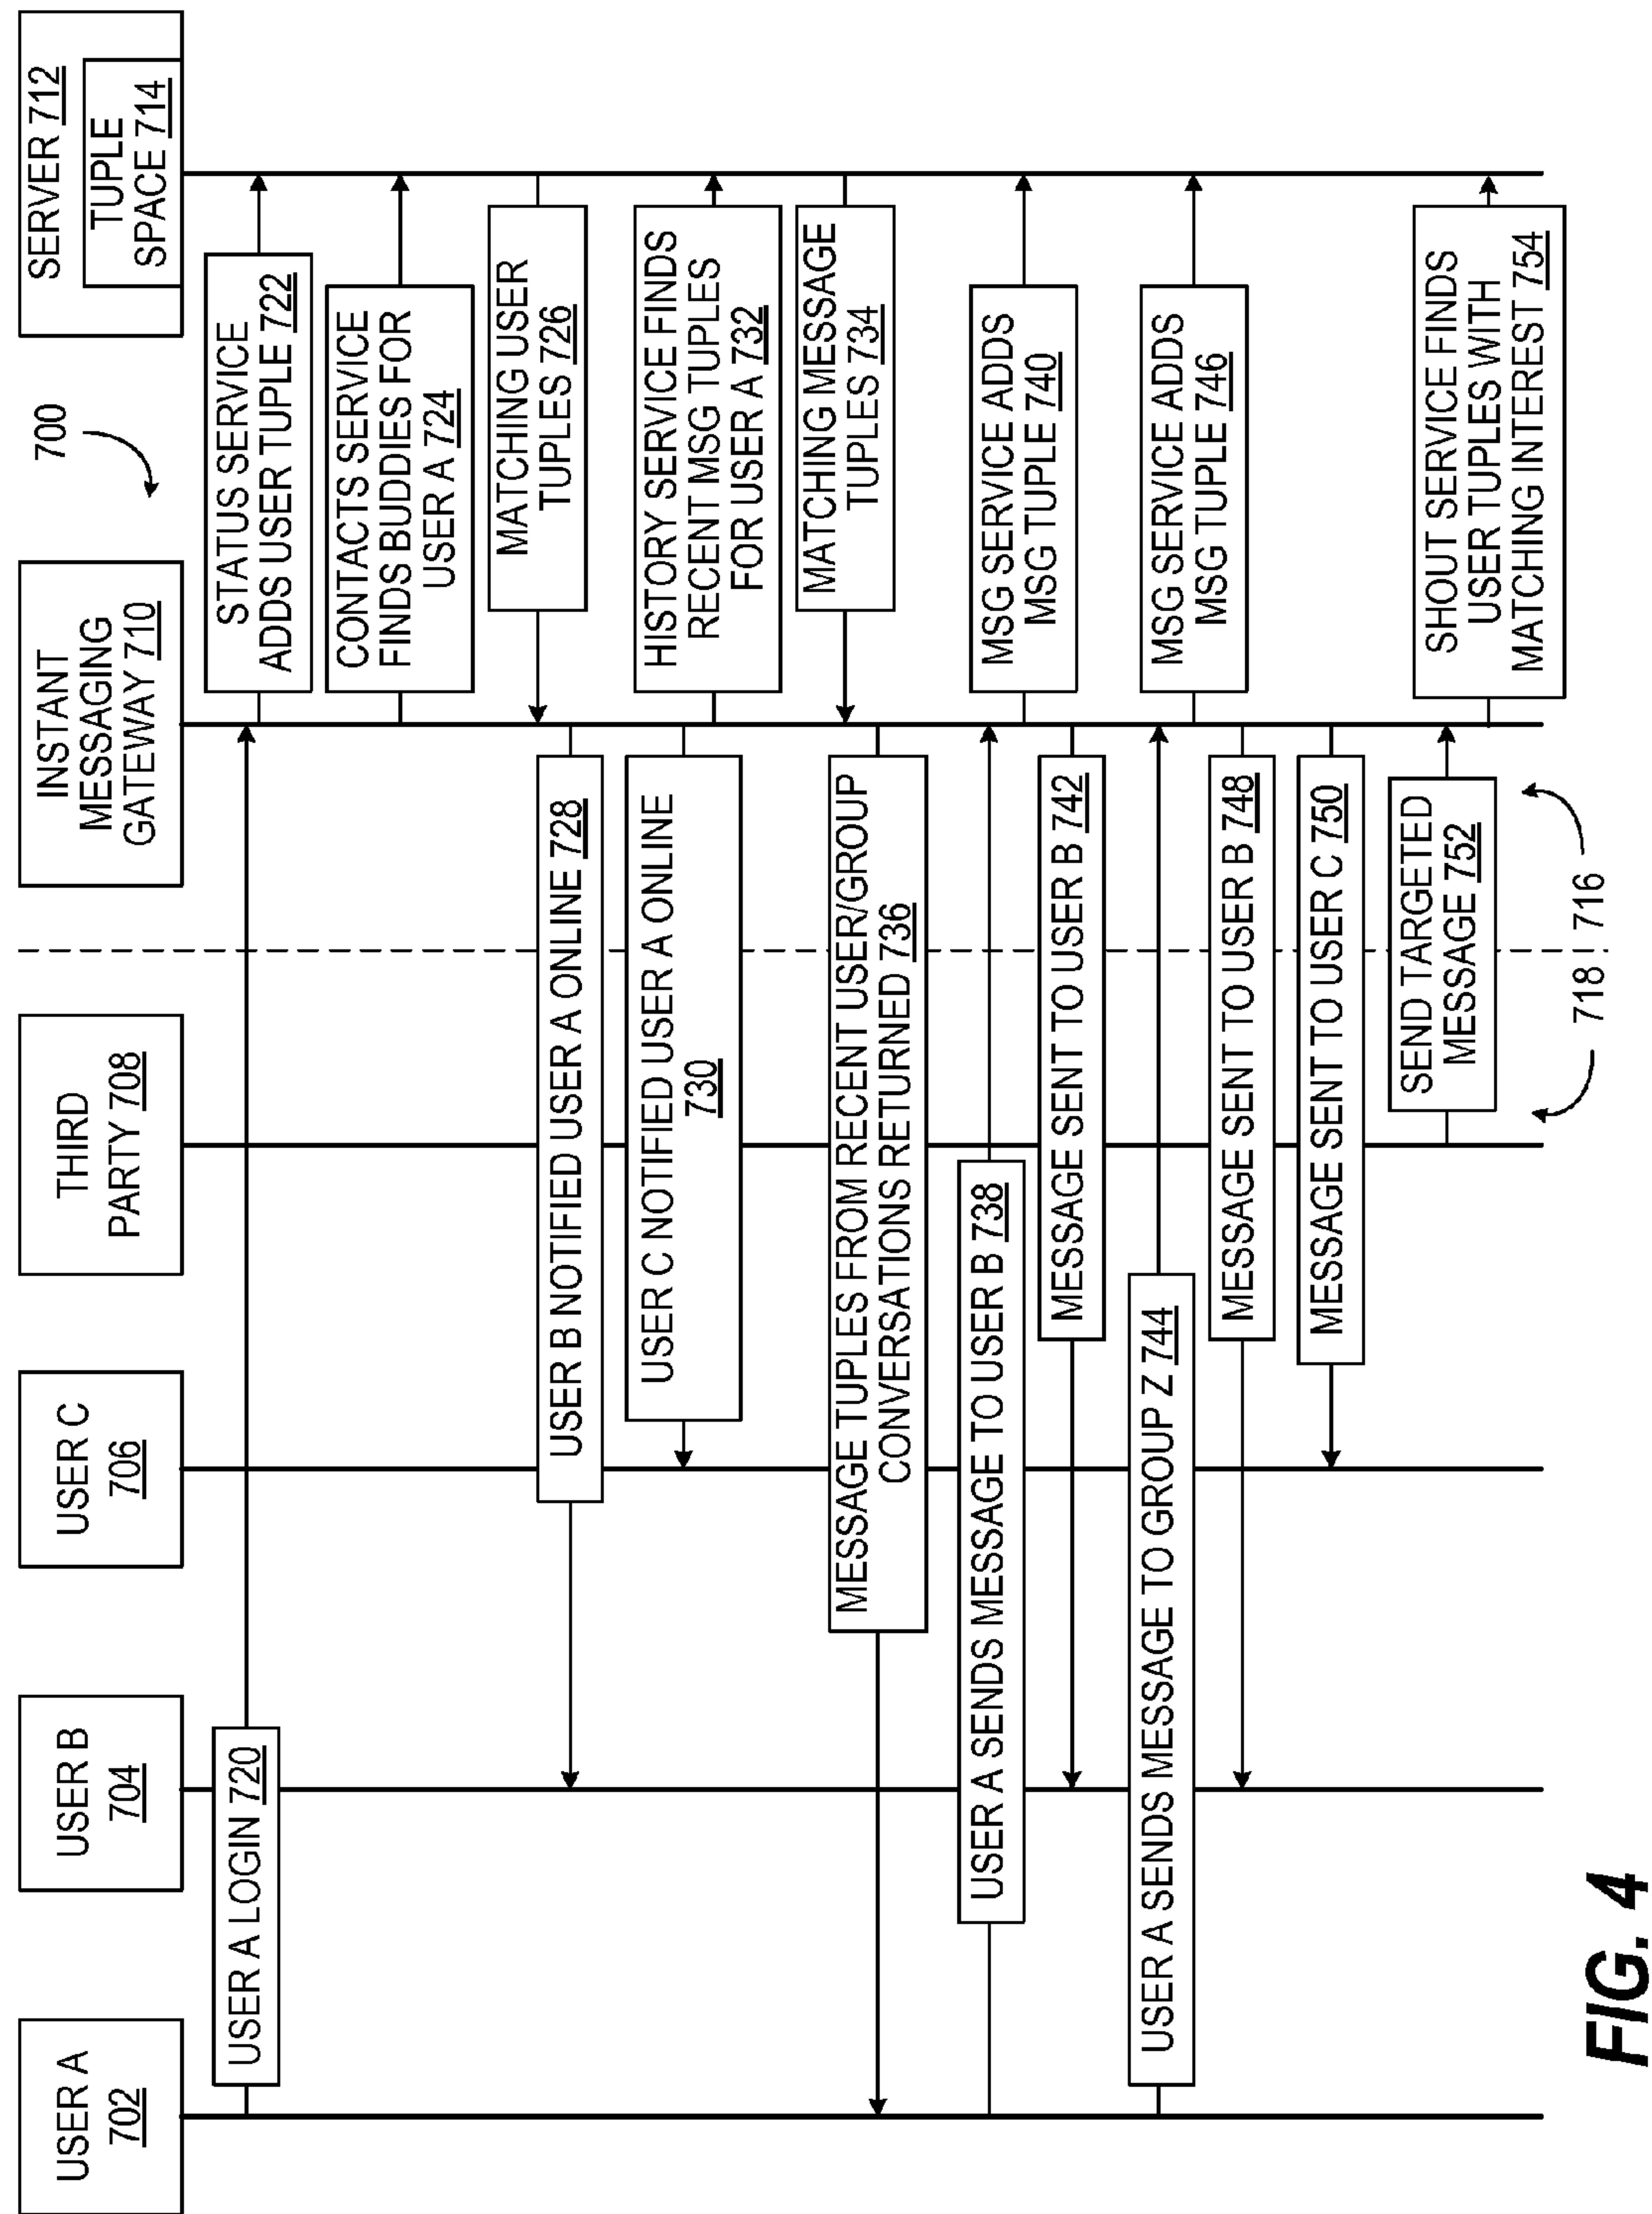 USER A
702
USER B
704
USER C
706
THIRD
PARTY 708
INSTANT
MESSAGING
GATEWAY 710
SERVER 712
TUPLE
SPACE 714
700
USER A LOGIN 720
STATUS SERVICE
ADDS USER TUPLE 722
CONTACTS SERVICE
FINDS BUDDIES FOR
USER A 724
MATCHING USER
TUPLES 726
USER B NOTIFIED USER A ONLINE 728
USER C NOTIFIED USER A ONLINE
730
HISTORY SERVICE FINDS
RECENT MSG TUPLES
FOR USER A 732
MATCHING MESSAGE
TUPLES 734
MESSAGE TUPLES FROM RECENT USER/GROUP
CONVERSATIONS RETURNED 736
USER A SENDS MESSAGE TO USER B 738
MSG SERVICE ADDS
MSG TUPLE 740
MESSAGE SENT TO USER B 742
USER A SENDS MESSAGE TO GROUP Z 744
MSG SERVICE ADDS
MSG TUPLE 746
MESSAGE SENT TO USER B 748
MESSAGE SENT TO USER C 750
SEND TARGETED
MESSAGE 752
SHOUT SERVICE FINDS
USER TUPLES WITH
MATCHING INTEREST 754
718
716
FIG. 4